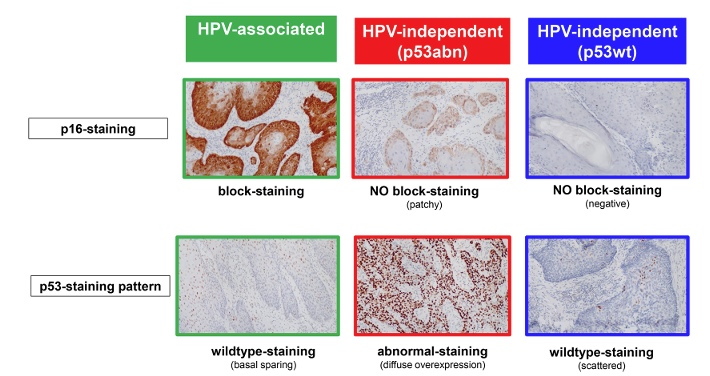 HPV-associated
HPV-independent
(p53abn)
HPV-independent
(p53wt)
p16-staining
block-staining
NO block-staining
(patchy)
NO block-staining
(negative)
p53-staining pattern
wildtype-staining
(basal sparing)
abnormal-staining
(diffuse overexpression)
wildtype-staining
(scattered)